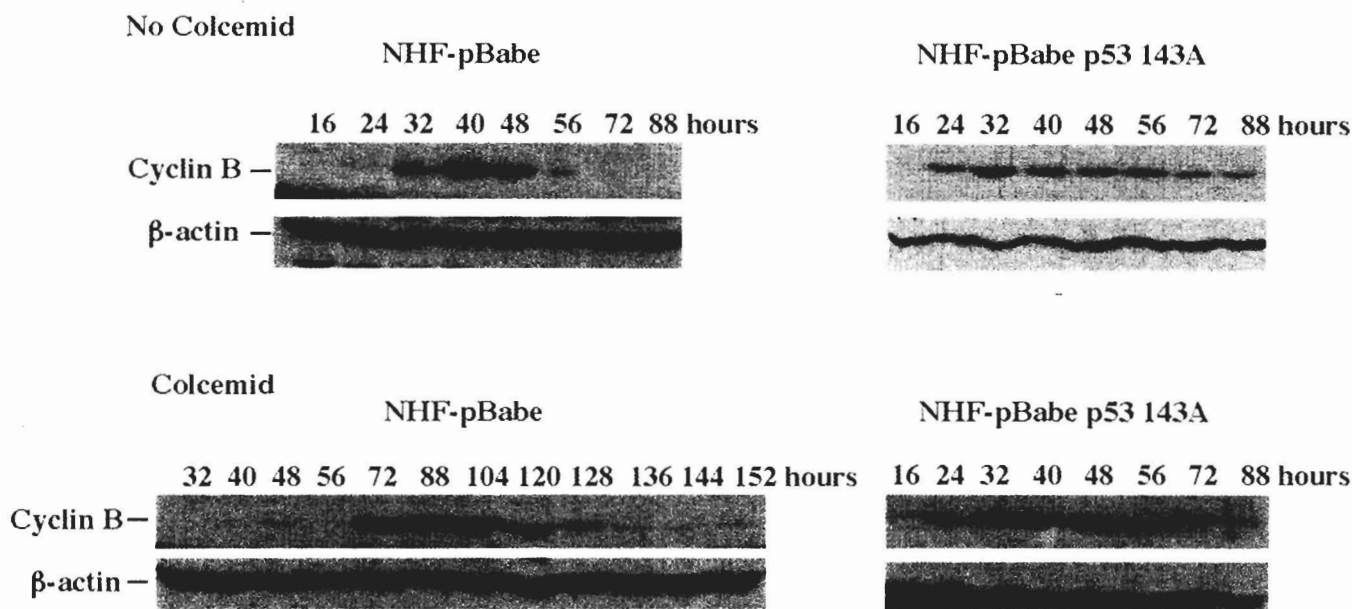 No Colcemid
NHF-pBabe
NHF-pBabe p53 143A
16 24 32 40 48 56 72 88 hours
16 24 32 40 48 56 72 88 hours
Cyclin B –
β-actin –
Colcemid
NHF-pBabe
NHF-pBabe p53 143A
32 40 48 56 72 88 104 120 128 136 144 152 hours
16 24 32 40 48 56 72 88 hours
Cyclin B –
β-actin –